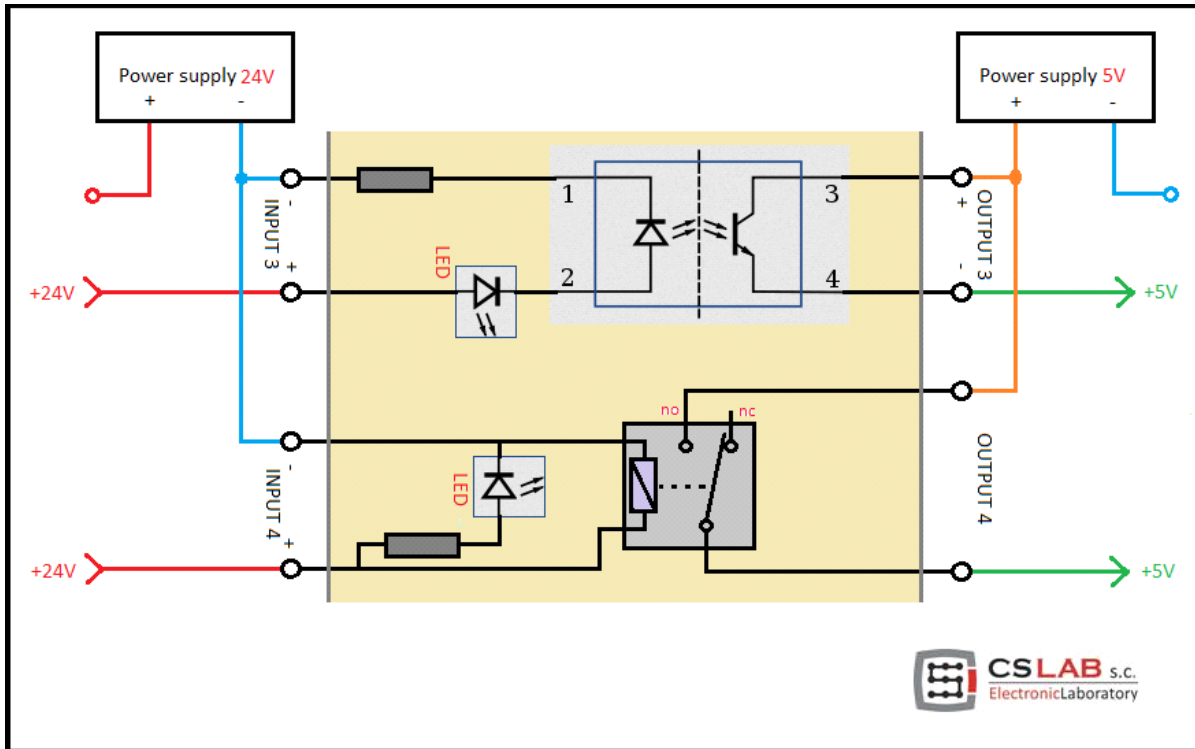 Power supply 24V
+ -
Power supply 5V
+ -
- INPUT 3 +
LED
1
2
3
4
+ OUTPUT 3 -
+24V
+5V
no
nc
- INPUT 4 +
LED
OUTPUT 4
+24V
+5V
CSLAB s.c.
ElectronicLaboratory